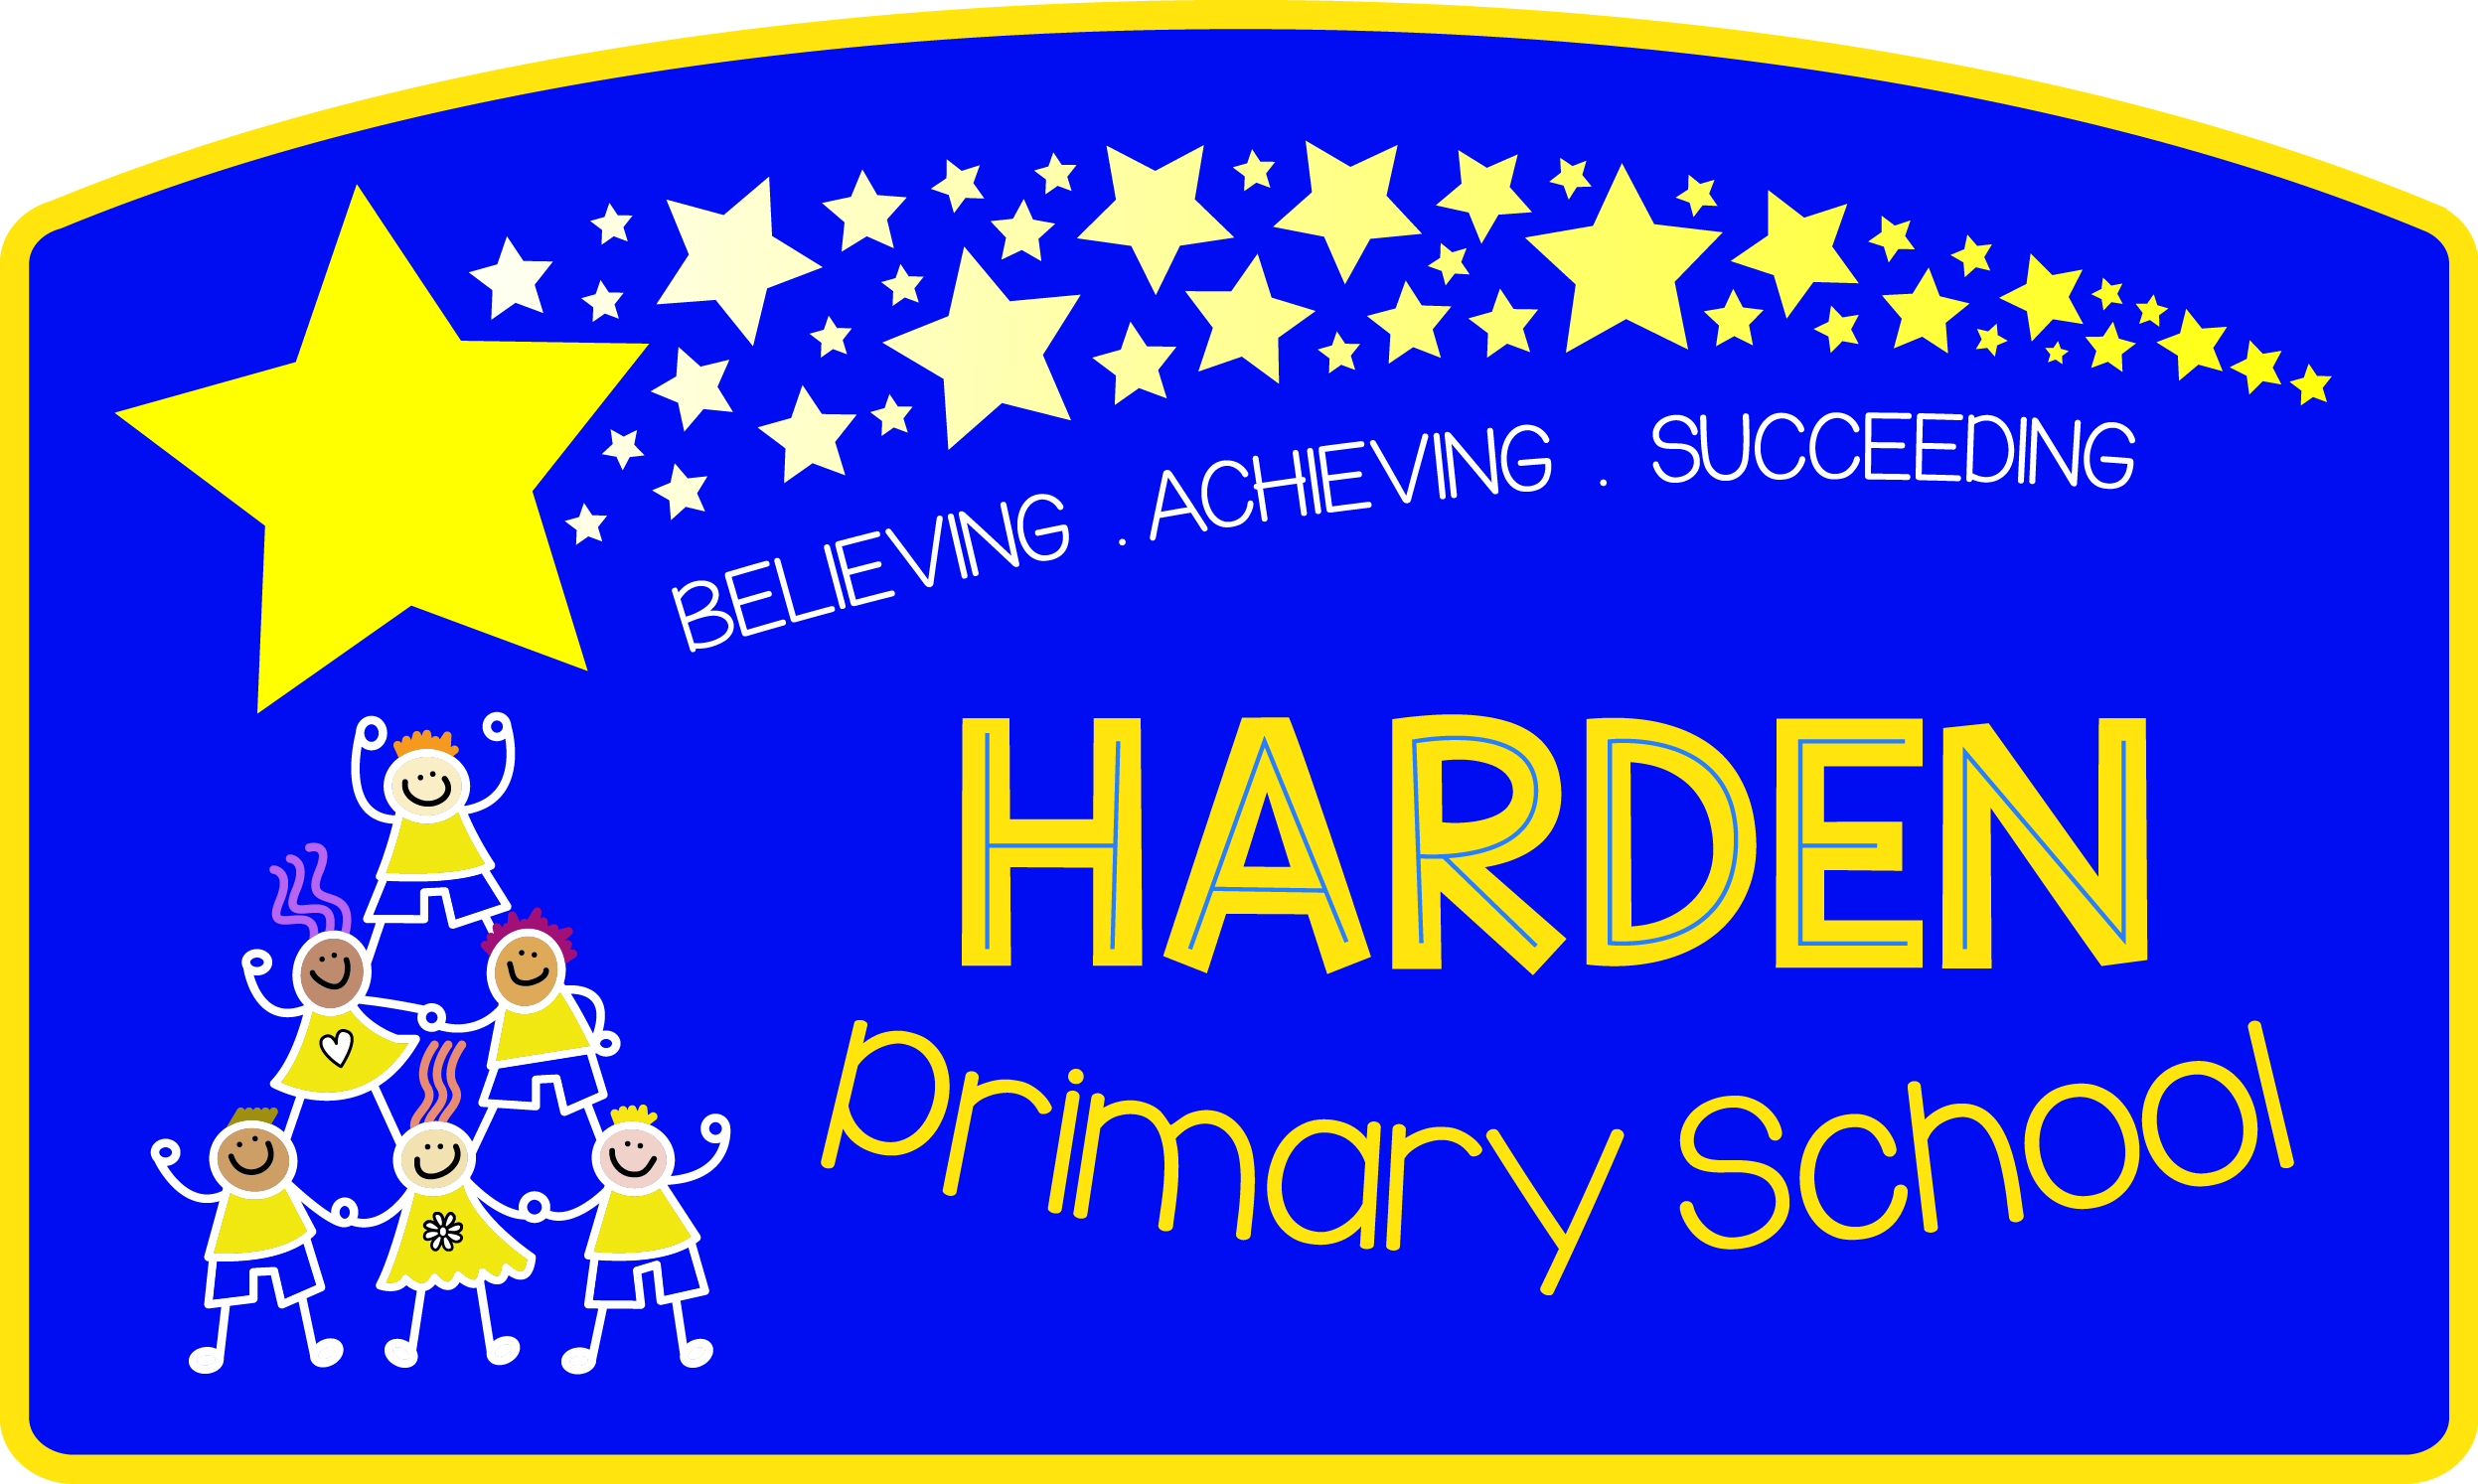 BELIEVING . ACHIEVING . SUCCEEDING
HARDEN
primary school